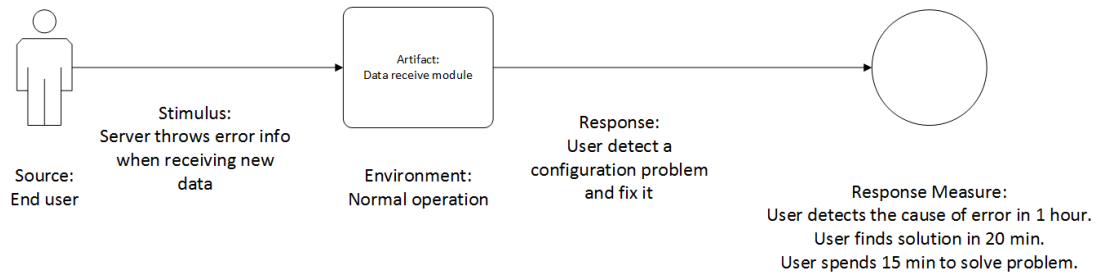 Artifact:
Data receive module
Stimulus:
Server throws error info
when receiving new
data
Source:
End user
Environment:
Normal operation
Response:
User detect a
configuration problem
and fix it
Response Measure:
User detects the cause of error in 1 hour.
User finds solution in 20 min.
User spends 15 min to solve problem.